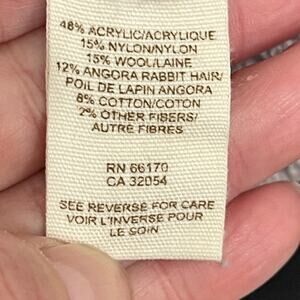 48% ACRYLIC/ACRYLIQUE
15% NYLON/NYLON
15% WOOL/LAINE
12% ANGORA RABBIT HAIR/
POIL DE LAPIN ANGORA
8% COTTON/COTON
2% OTHER FIBERS/
AUTRE FIBRES
RN 66170
CA 32054
SEE REVERSE FOR CARE
VOIR L'INVERSE POUR
LE SOIN